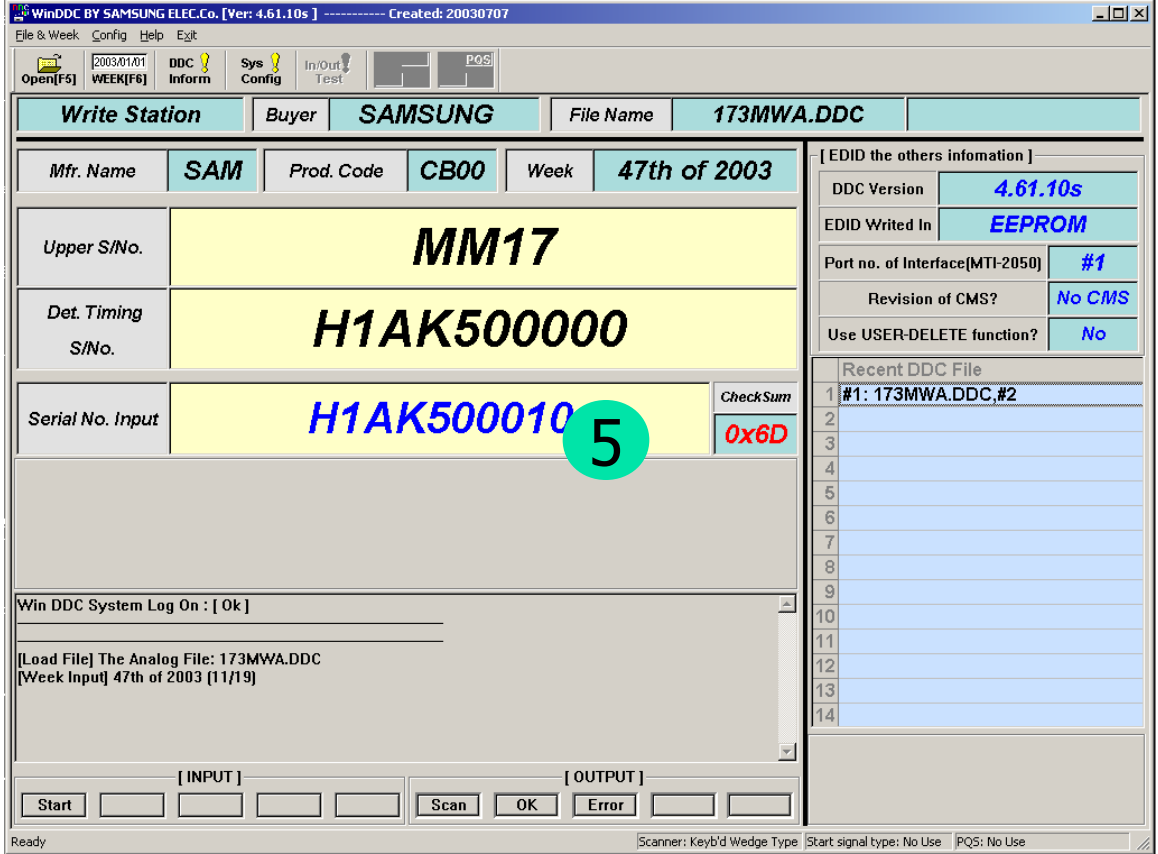 WinDDC BY SAMSUNG ELEC.Co. [Ver: 4.61.10s ] ----------- Created: 20030707
File & Week Config Help Exit
2003/01/01 DDC Sys In/Out PQS
Open[F5] WEEK[F6] Inform Config Test
Write Station Buyer SAMSUNG File Name 173MWA.DDC
Mfr. Name SAM Prod. Code CB00 Week 47th of 2003
Upper S/No. MM17
Det. Timing
S/No.
H1AK500000
Serial No. Input H1AK500010 CheckSum
0x6D
5
Win DDC System Log On : [ Ok ]
[Load File] The Analog File: 173MWA.DDC
[Week Input] 47th of 2003 (11/19)
[ INPUT ]
Start
[ OUTPUT ]
Scan OK Error
[ EDID the others infomation ]
DDC Version 4.61.10s
EDID Writed In EEPROM
Port no. of Interface(MTI-2050) #1
Revision of CMS? No CMS
Use USER-DELETE function? No
Recent DDC File
1 #1: 173MWA.DDC,#2
2
3
4
5
6
7
8
9
10
11
12
13
14
Ready Scanner: Keyb'd Wedge Type Start signal type: No Use PQS: No Use